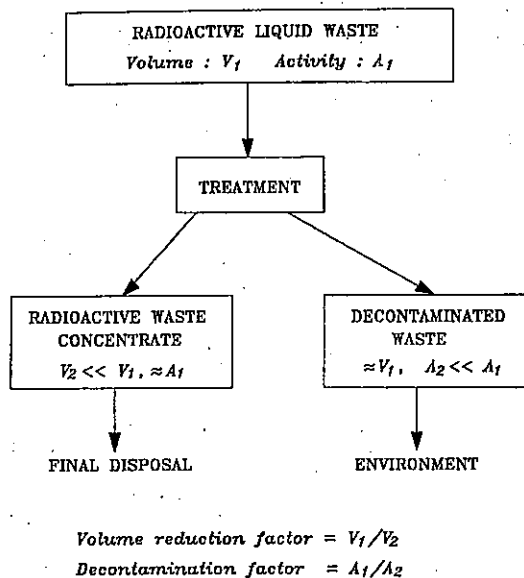 RADIOACTIVE LIQUID WASTE
Volume : V₁ Activity : A₁
TREATMENT
RADIOACTIVE WASTE
CONCENTRATE
V₂ << V₁, ≈A₁
DECONTAMINATED
WASTE
≈V₁, A₂ << A₁
FINAL DISPOSAL
ENVIRONMENT
Volume reduction factor = V₁/V₂
Decontamination factor = A₁/A₂